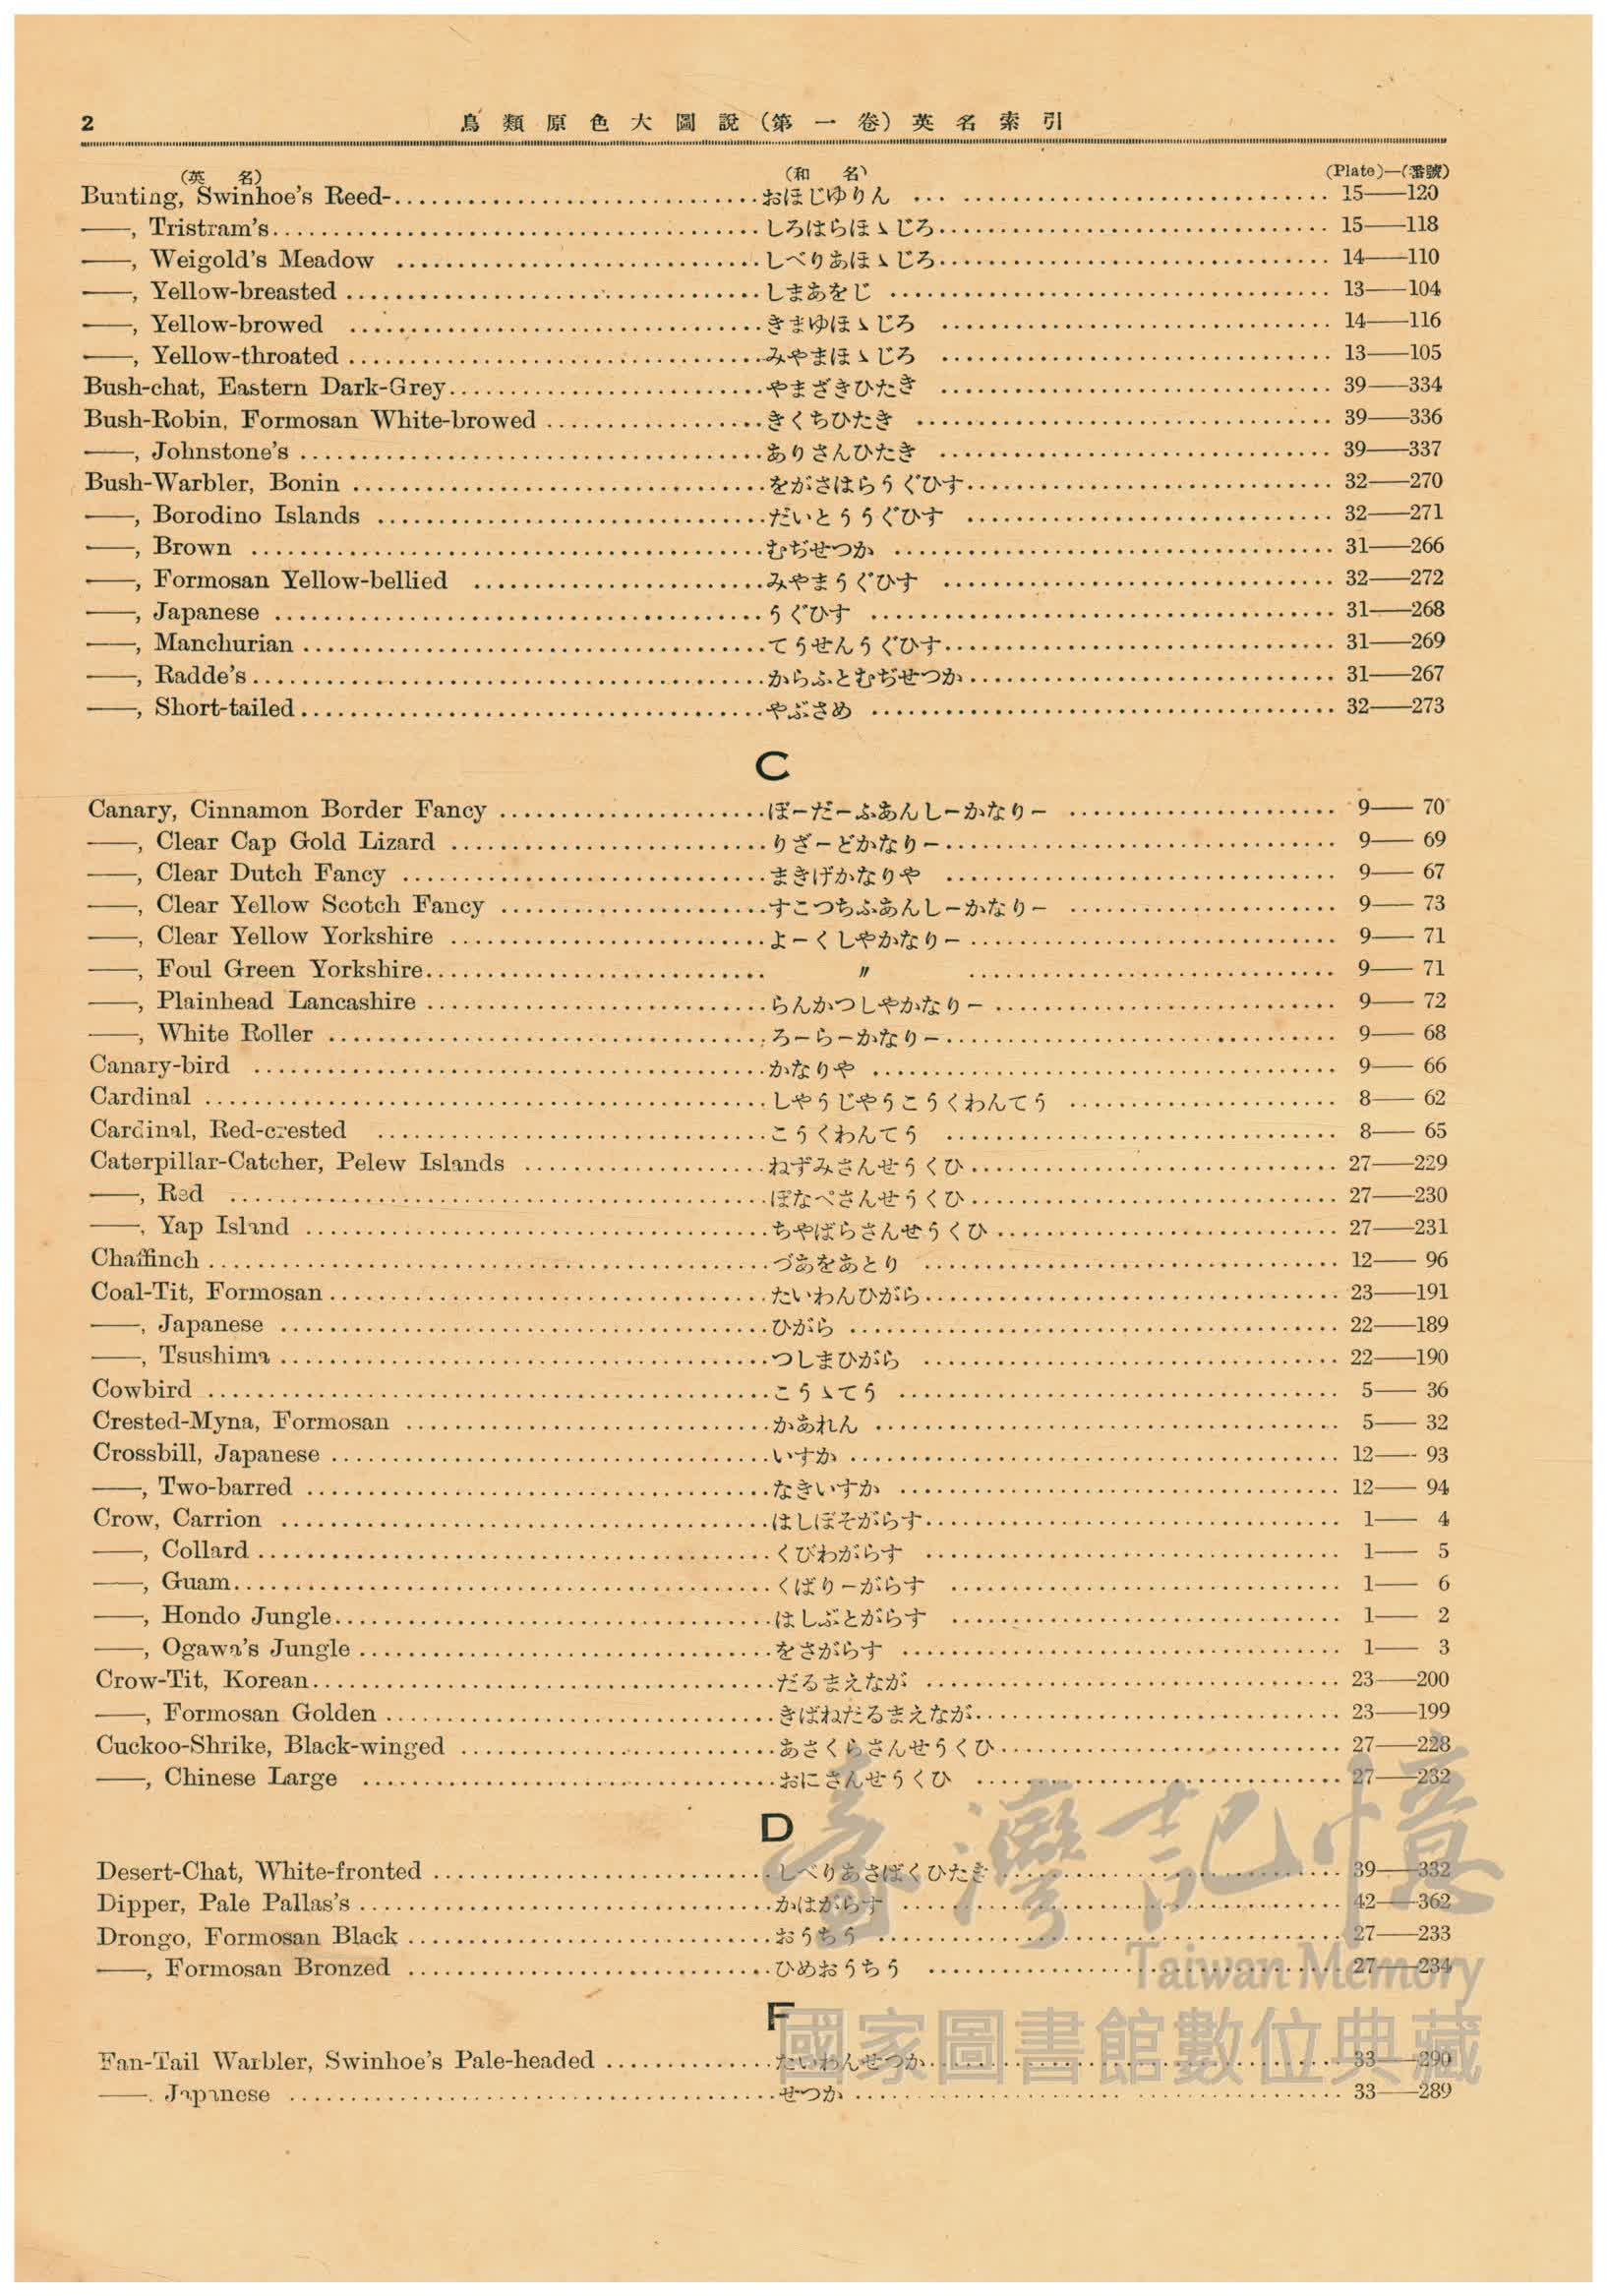 2
鳥類原色大圖說（第一卷）英名索引
(英 名) (和 名) (Plate)—(番號)
Bunting, Swinhoe's Reed-................................おほじゆりん ................................ 15——120
——, Tristram's................................しろはらほゝじろ................................ 15——118
——, Weigold's Meadow ................................しべりあほゝじろ................................ 14——110
——, Yellow-breasted ................................しまあをじ ................................ 13——104
——, Yellow-browed ................................きまゆほゝじろ ................................ 14——116
——, Yellow-throated ................................みやまほゝじろ ................................ 13——105
Bush-chat, Eastern Dark-Grey................................やまざきひたき ................................ 39——334
Bush-Robin, Formosan White-browed ................................きくちひたき ................................ 39——336
——, Johnstone's ................................ありさんひたき ................................ 39——337
Bush-Warbler, Bonin ................................をがさはらうぐひす................................ 32——270
——, Borodino Islands ................................だいとううぐひす ................................ 32——271
——, Brown ................................むぢせつか ................................ 31——266
——, Formosan Yellow-bellied ................................みやまうぐひす ................................ 32——272
——, Japanese ................................うぐひす ................................ 31——268
——, Manchurian ................................てうせんうぐひす................................ 31——269
——, Radde's................................からふとむぢせつか................................ 31——267
——, Short-tailed................................やぶさめ ................................ 32——273
C
Canary, Cinnamon Border Fancy ................................ぼーだーふあんしーかなりー ................................ 9—— 70
——, Clear Cap Gold Lizard ................................りざーどかなりー................................ 9—— 69
——, Clear Dutch Fancy ................................まきげかなりや ................................ 9—— 67
——, Clear Yellow Scotch Fancy ................................すこつちふあんしーかなりー ................................ 9—— 73
——, Clear Yellow Yorkshire ................................よーくしやかなりー................................ 9—— 71
——, Foul Green Yorkshire................................ 〃 ................................ 9—— 71
——, Plainhead Lancashire ................................らんかつしやかなりー ................................ 9—— 72
——, White Roller ................................ろーらーかなりー................................ 9—— 68
Canary-bird ................................かなりや ................................ 9—— 66
Cardinal ................................しやうじやうこうくわんてう ................................ 8—— 62
Cardinal, Red-crested ................................こうくわんてう ................................ 8—— 65
Caterpillar-Catcher, Pelew Islands ................................ねずみさんせうくひ................................ 27——229
——, Red ................................ぽなぺさんせうくひ................................ 27——230
——, Yap Island ................................ちやばらさんせうくひ................................ 27——231
Chaffinch ................................づあをあとり ................................ 12—— 96
Coal-Tit, Formosan................................たいわんひがら................................ 23——191
——, Japanese ................................ひがら ................................ 22——189
——, Tsushima ................................つしまひがら ................................ 22——190
Cowbird ................................こうゝてう ................................ 5—— 36
Crested-Myna, Formosan ................................かあれん ................................ 5—— 32
Crossbill, Japanese ................................いすか ................................ 12—— 93
——, Two-barred ................................なきいすか ................................ 12—— 94
Crow, Carrion ................................はしぼそがらす................................ 1—— 4
——, Collard ................................くびわがらす ................................ 1—— 5
——, Guam................................くばりーがらす ................................ 1—— 6
——, Hondo Jungle................................はしぶとがらす ................................ 1—— 2
——, Ogawa's Jungle ................................をさがらす ................................ 1—— 3
Crow-Tit, Korean................................だるまえなが ................................ 23——200
——, Formosan Golden ................................きばねだるまえなが................................ 23——199
Cuckoo-Shrike, Black-winged ................................あさくらさんせうくひ................................ 27——228
——, Chinese Large ................................おにさんせうくひ ................................ 27——232
D
Desert-Chat, White-fronted ................................しべりあさばくひたき ................................ 39——332
Dipper, Pale Pallas's ................................かはがらす ................................ 42——362
Drongo, Formosan Black ................................おうちう ................................ 27——233
——, Formosan Bronzed ................................ひめおうちう ................................ 27——234
F
Fan-Tail Warbler, Swinhoe's Pale-headed ................................たいわんせつか................................ 33——290
——, Japanese ................................せつか ................................ 33——289
臺灣記憶
Taiwan Memory
國家圖書館數位典藏